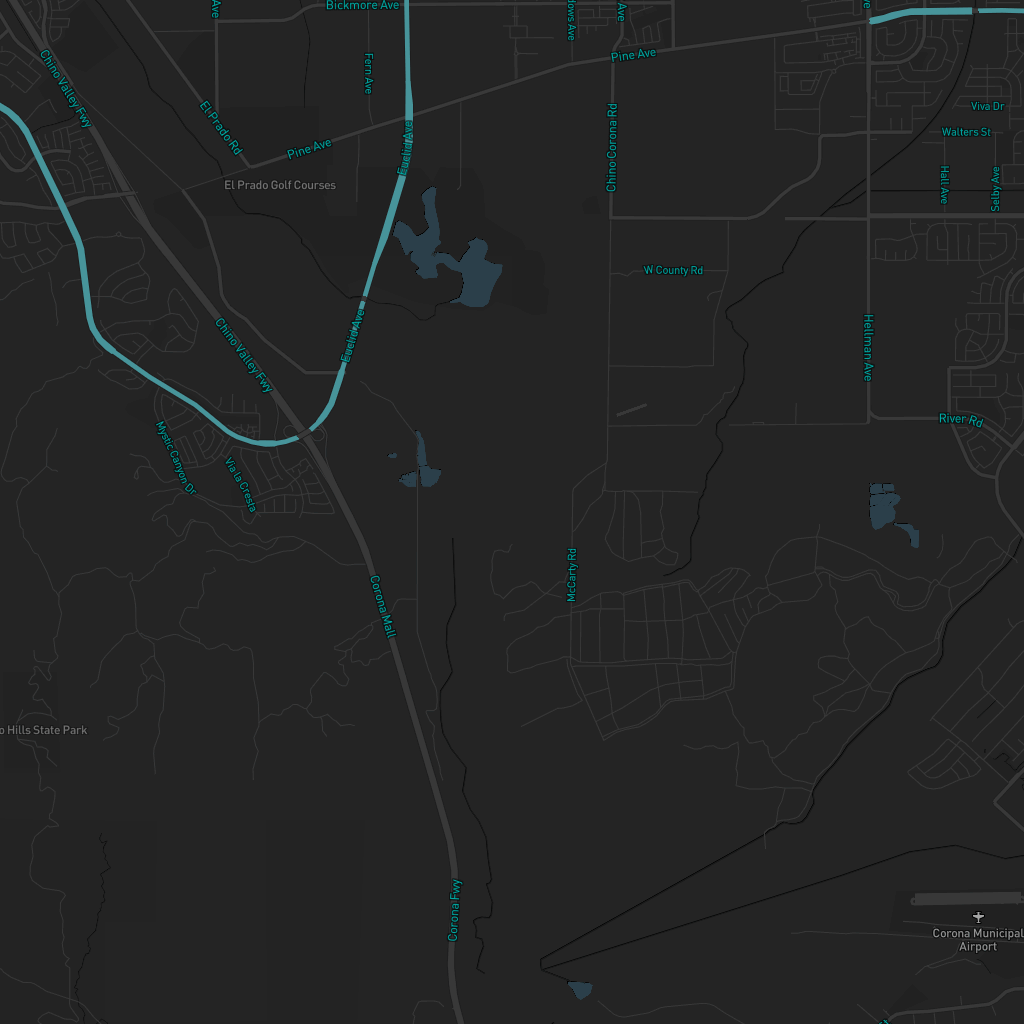 Bickmore Ave
Ave
Ave
Ave
Fern Ave
Pine Ave
Chino Valley Fwy
El Prado Rd
Viva Dr
Walters St
Pine Ave
Euclid Ave
Chino Corona Rd
El Prado Golf Courses
Hall Ave
Selby Ave
W County Rd
Euclid Ave
Chino Valley Fwy
Hellman Ave
River Rd
Mystic Canyon Dr
Via la Cresta
McCarty Rd
Corona Mall
Hills State Park
Corona Fwy
Corona Municipal
Airport